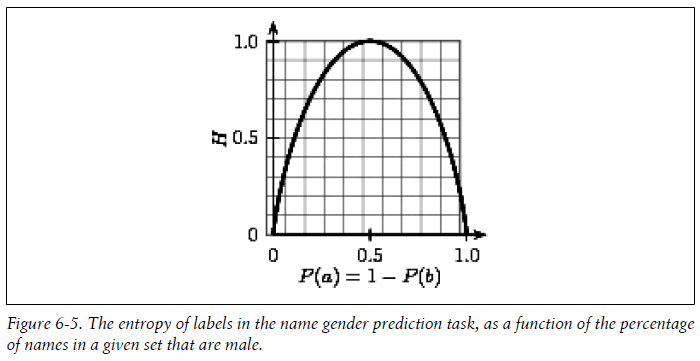 1.0
H 0.5
0
0 0.5 1.0
P(a) = 1 − P(b)
Figure 6-5. The entropy of labels in the name gender prediction task, as a function of the percentage
of names in a given set that are male.